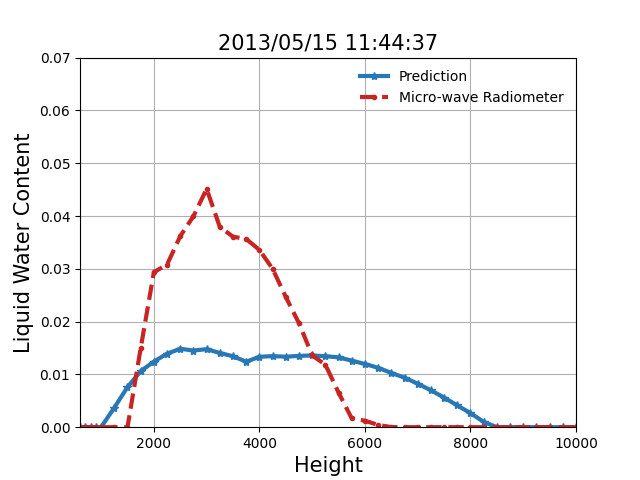 2013/05/15 11:44:37
Prediction
Micro-wave Radiometer
Liquid Water Content
0.07
0.06
0.05
0.04
0.03
0.02
0.01
0.00
2000 4000 6000 8000 10000
Height